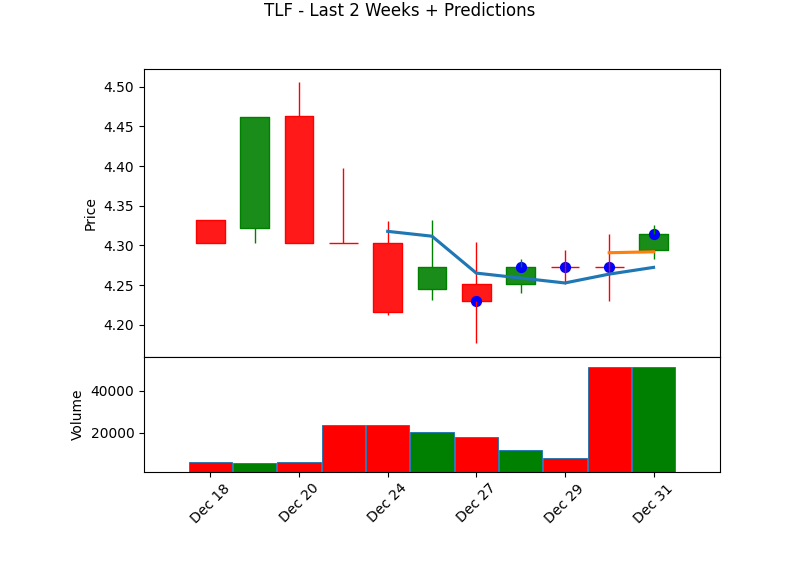 TLF - Last 2 Weeks + Predictions
Price
4.50
4.45
4.40
4.35
4.30
4.25
4.20
Volume
40000
20000
Dec 18
Dec 20
Dec 24
Dec 27
Dec 29
Dec 31